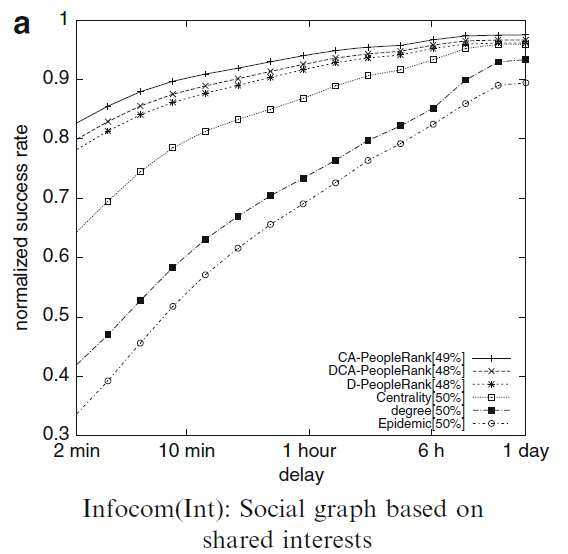 a
1
0.9
0.8
0.7
0.6
0.5
0.4
0.3
normalized success rate
CA-PeopleRank[49%]
DCA-PeopleRank[48%]
D-PeopleRank[48%]
Centrality[50%]
degree[50%]
Epidemic[50%]
2 min 10 min 1 hour 6 h 1 day
delay
Infocom(Int): Social graph based on
shared interests